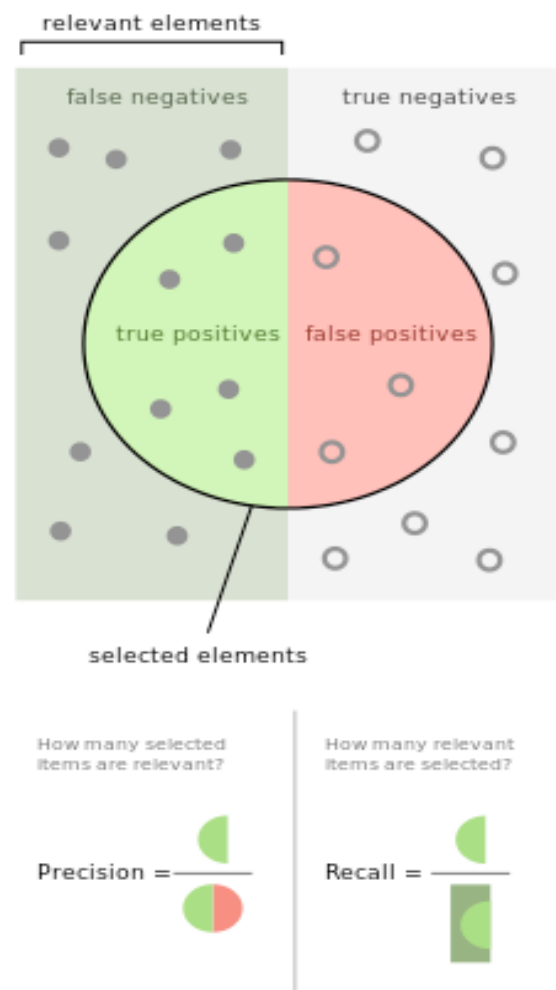 relevant elements
false negatives
true negatives
true positives
false positives
selected elements
How many selected
items are relevant?
How many relevant
items are selected?
Precision =
Recall =